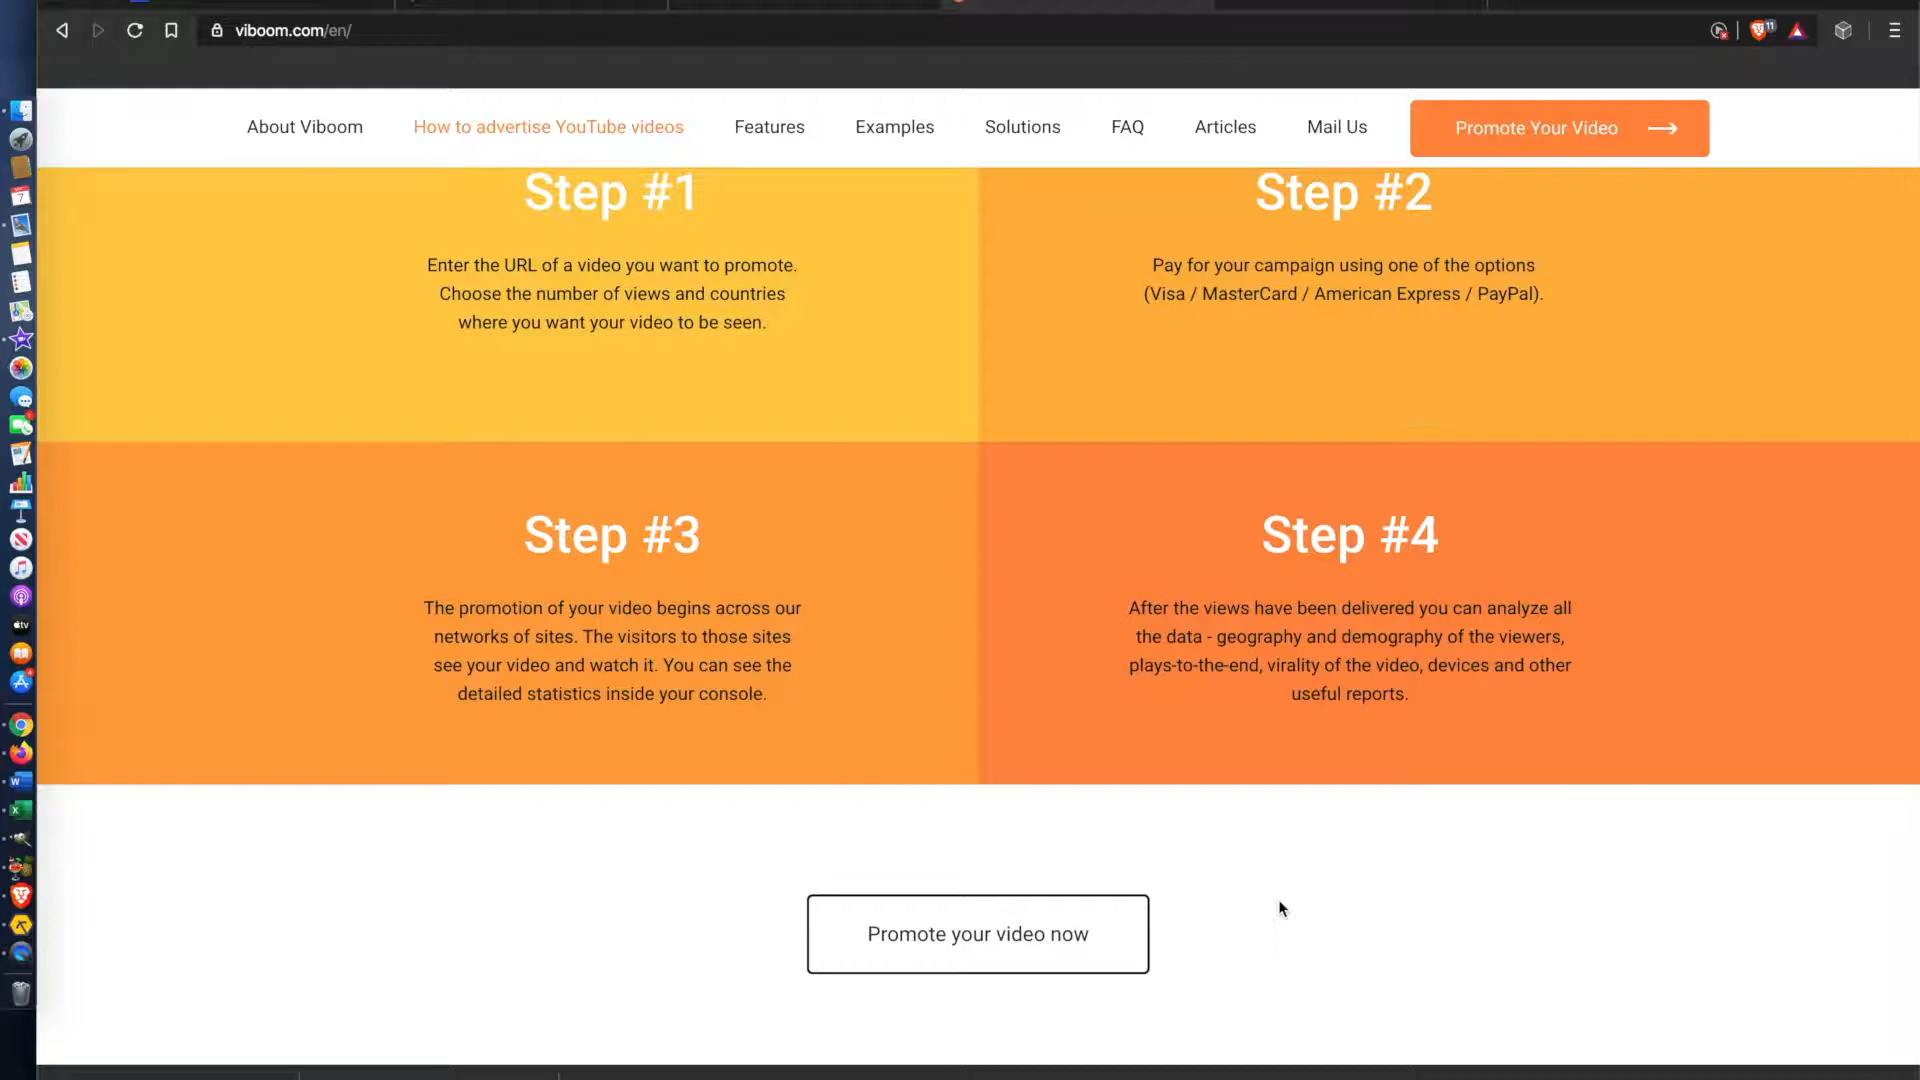 viboom.com/en/
11
About Viboom
How to advertise YouTube videos
Features
Examples
Solutions
FAQ
Articles
Mail Us
Promote Your Video
Step #1
Enter the URL of a video you want to promote.
Choose the number of views and countries
where you want your video to be seen.
Step #2
Pay for your campaign using one of the options
(Visa / MasterCard / American Express / PayPal).
Step #3
The promotion of your video begins across our
networks of sites. The visitors to those sites
see your video and watch it. You can see the
detailed statistics inside your console.
Step #4
After the views have been delivered you can analyze all
the data - geography and demography of the viewers,
plays-to-the-end, virality of the video, devices and other
useful reports.
Promote your video now
7
tv
W
X